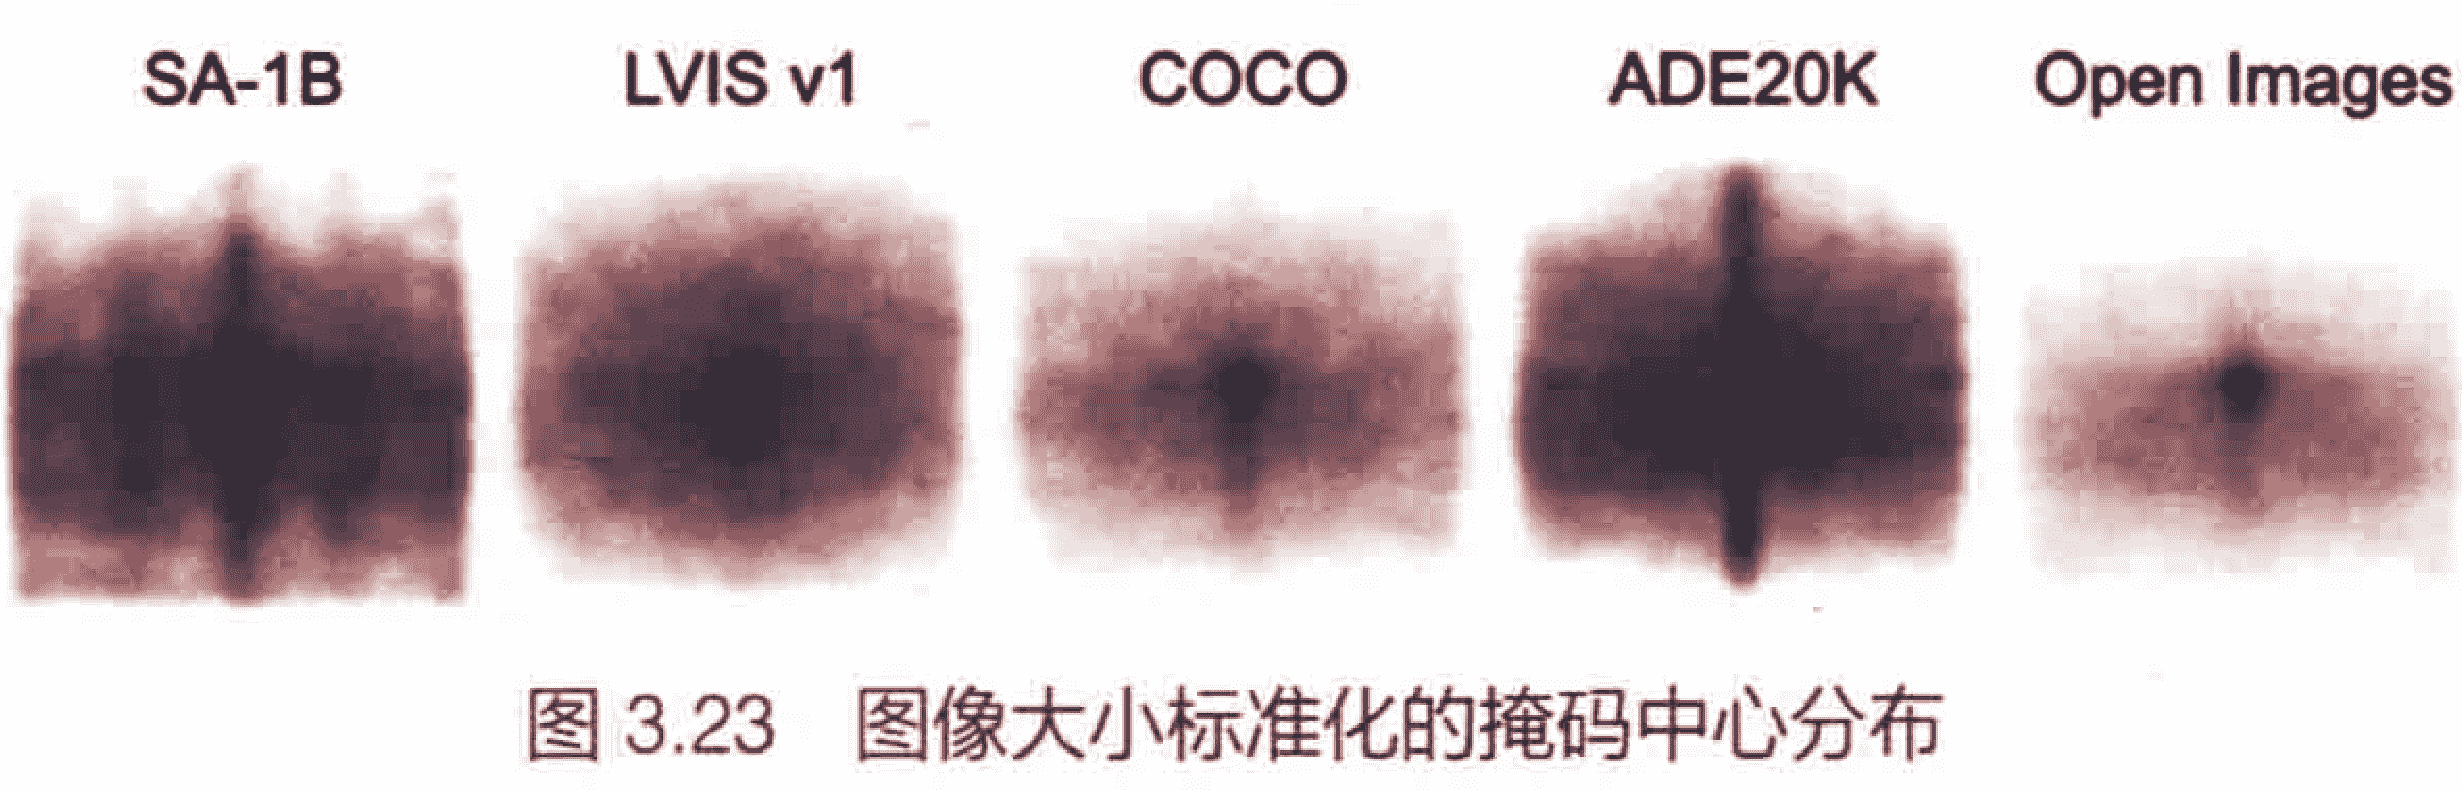 SA-1B LVIS v1 COCO ADE20K Open Images
图 3.23 图像大小标准化的掩码中心分布